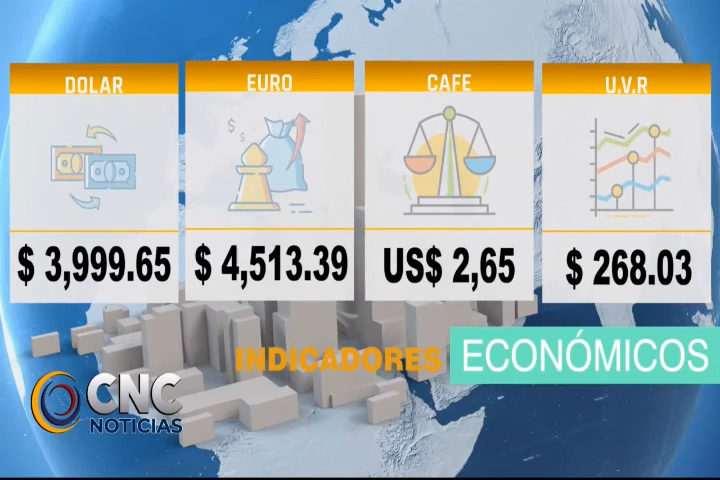 DOLAR
$ 3,999.65
EURO
$ $
$ 4,513.39
CAFE
US$ 2,65
U.V.R
$ 268.03
INDICADORES ECONÓMICOS
CNC
NOTICIAS